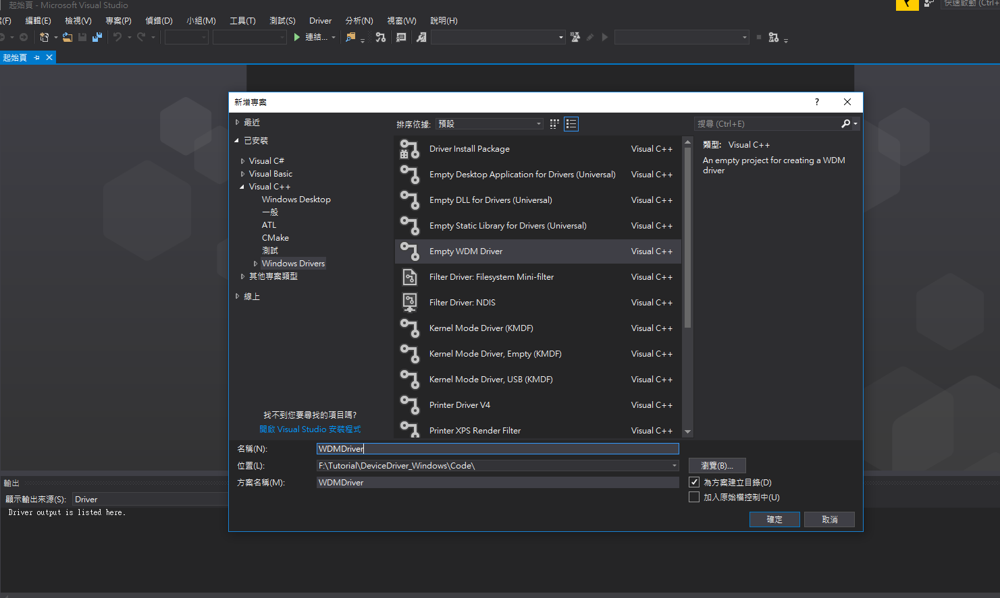 起始頁 - Microsoft Visual Studio
快速啟動 (Ctrl+
(F) 編輯(E) 檢視(V) 專案(P) 偵錯(D) 小組(M) 工具(T) 測試(S) Driver 分析(N) 視窗(W) 說明(H)
連結...
起始頁
新增專案
?
最近
已安裝
Visual C#
Visual Basic
Visual C++
Windows Desktop
一般
ATL
CMake
測試
Windows Drivers
其他專案類型
線上
找不到您要尋找的項目嗎?
開啟 Visual Studio 安裝程式
排序依據: 預設
Driver Install Package Visual C++
Empty Desktop Application for Drivers (Universal) Visual C++
Empty DLL for Drivers (Universal) Visual C++
Empty Static Library for Drivers (Universal) Visual C++
Empty WDM Driver Visual C++
Filter Driver: Filesystem Mini-filter Visual C++
Filter Driver: NDIS Visual C++
Kernel Mode Driver (KMDF) Visual C++
Kernel Mode Driver, Empty (KMDF) Visual C++
Kernel Mode Driver, USB (KMDF) Visual C++
Printer Driver V4 Visual C++
Printer XPS Render Filter Visual C++
搜尋 (Ctrl+E)
類型: Visual C++
An empty project for creating a WDM
driver
名稱(N): WDMDriver
位置(L): F:\Tutorial\DeviceDriver_Windows\Code\
瀏覽(B)...
方案名稱(M): WDMDriver
為方案建立目錄(D)
加入原始檔控制中(U)
確定 取消
輸出
顯示輸出來源(S): Driver
Driver output is listed here.